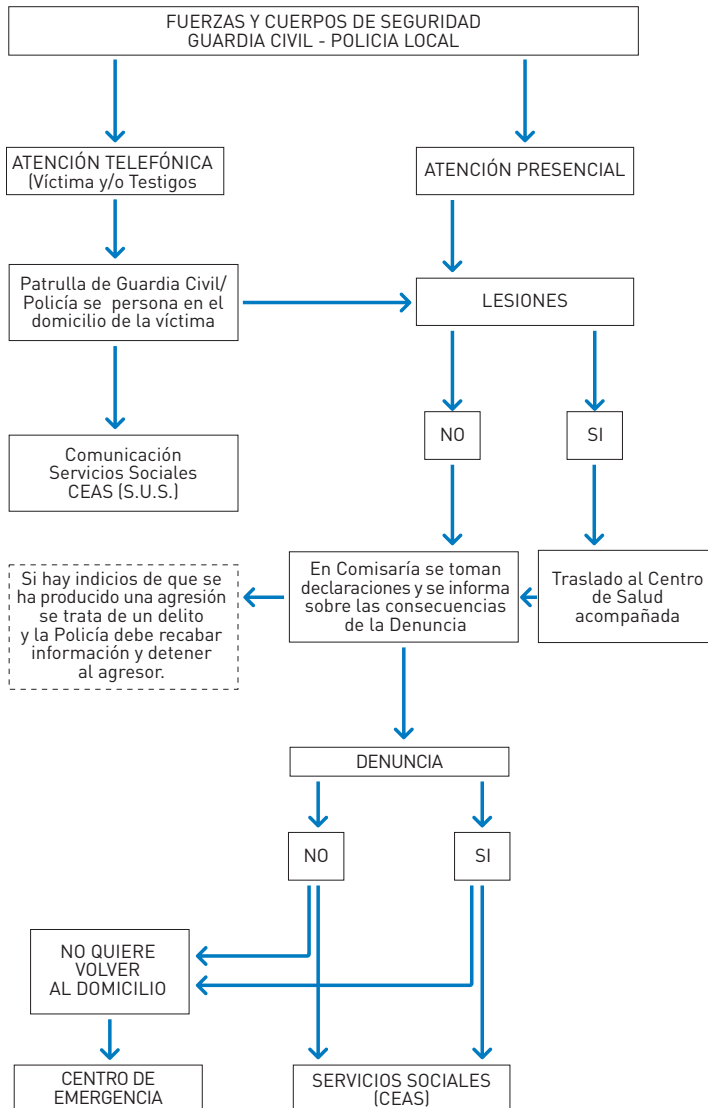 FUERZAS Y CUERPOS DE SEGURIDAD
GUARDIA CIVIL - POLICIA LOCAL
ATENCIÓN TELEFÓNICA
(Víctima y/o Testigos
ATENCIÓN PRESENCIAL
Patrulla de Guardia Civil/
Policía se persona en el
domicilio de la víctima
LESIONES
NO
SI
Comunicación
Servicios Sociales
CEAS (S.U.S.)
Si hay indicios de que se
ha producido una agresión
se trata de un delito
y la Policía debe recabar
información y detener
al agresor.
En Comisaría se toman
declaraciones y se informa
sobre las consecuencias
de la Denuncia
Traslado al Centro
de Salud
acompañada
DENUNCIA
NO
SI
NO QUIERE
VOLVER
AL DOMICILIO
CENTRO DE
EMERGENCIA
SERVICIOS SOCIALES
(CEAS)